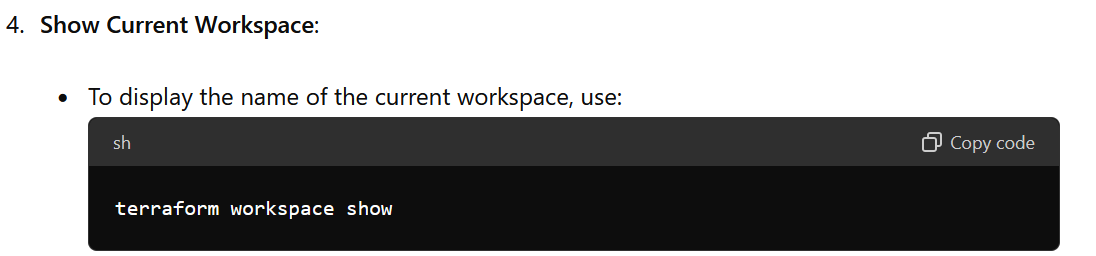 4. Show Current Workspace:
• To display the name of the current workspace, use:
sh
Copy code
terraform workspace show